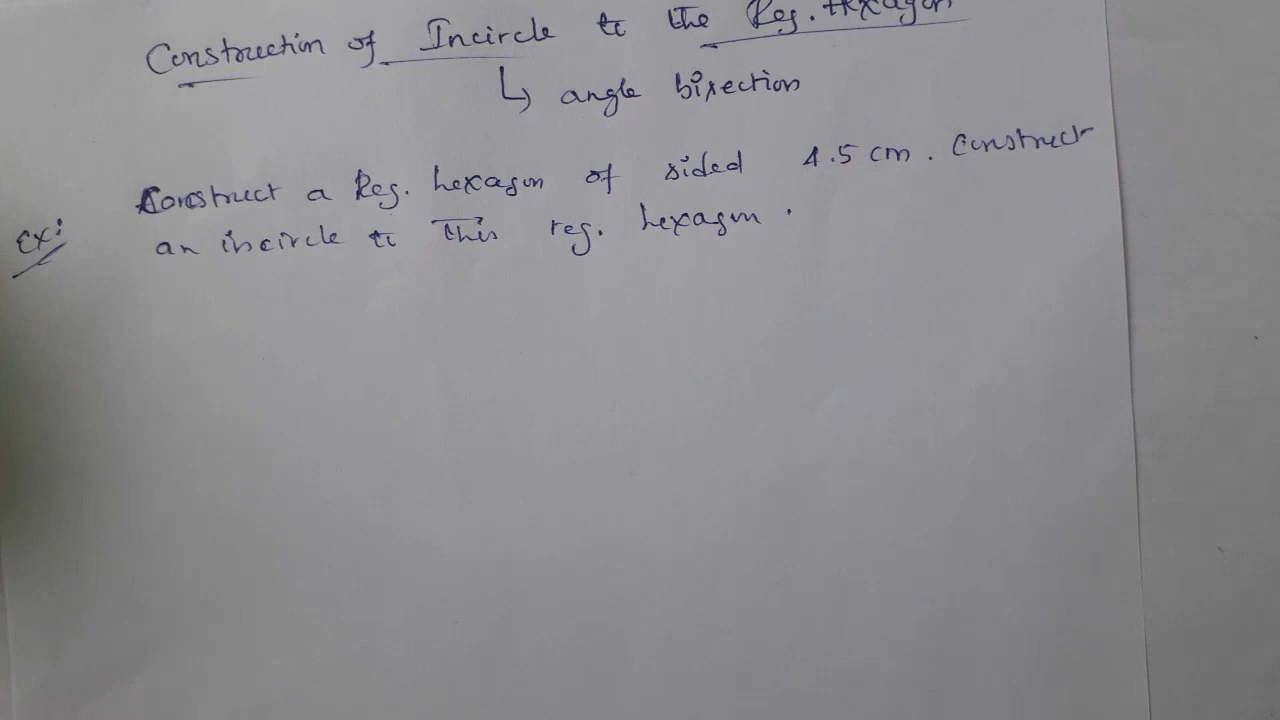 Construction of Incircle to the Reg. Hexagon
↳ angle bisection
Construct a Reg. hexagon of sided 4.5 cm. Construct
Ex:
an incircle to this reg. hexagon.